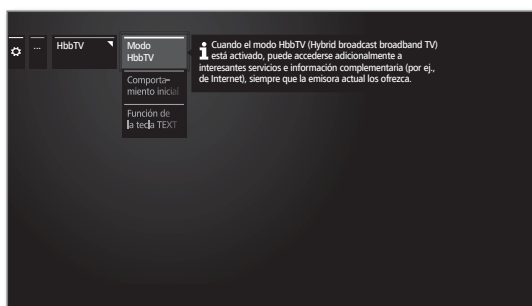 ...
HbbTV
Modo
HbbTV
Comporta-
miento inicial
Función de
la tecla TEXT
Cuando el modo HbbTV (Hybrid broadcast broadband TV)
está activado, puede accederse adicionalmente a
interesantes servicios e información complementaria (por ej.,
de Internet), siempre que la emisora actual los ofrezca.